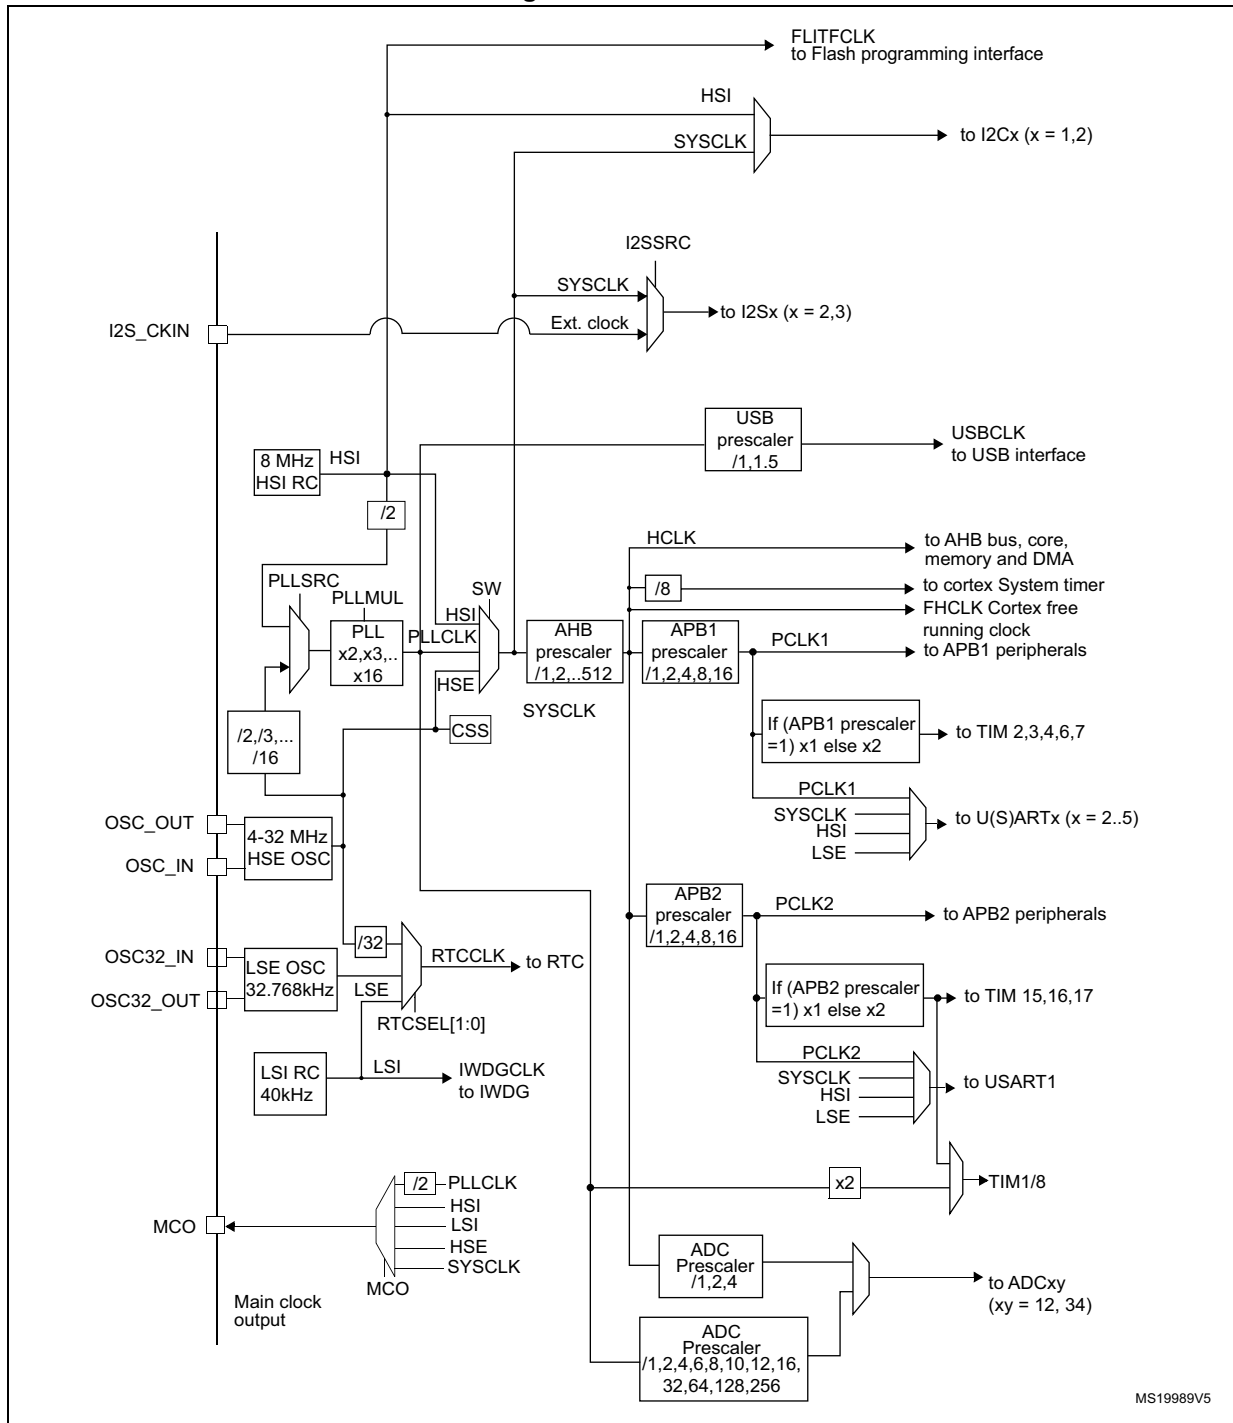 FLITFCLK
to Flash programming interface
HSI
SYSCLK
to I2Cx (x = 1,2)
I2SSRC
SYSCLK
to I2Sx (x = 2,3)
Ext. clock
I2S_CKIN
USB
prescaler
/1,1.5
USBCLK
to USB interface
8 MHz
HSI RC
HSI
/2
HCLK
to AHB bus, core,
memory and DMA
/8
to cortex System timer
FHCLK Cortex free
running clock
PLLSRC
PLLMUL
PLL
x2,x3,..
x16
SW
HSI
PLLCLK
HSE
AHB
prescaler
/1,2,..512
SYSCLK
APB1
prescaler
/1,2,4,8,16
PCLK1
to APB1 peripherals
/2,/3,...
/16
CSS
If (APB1 prescaler
=1) x1 else x2
to TIM 2,3,4,6,7
PCLK1
SYSCLK
HSI
LSE
to U(S)ARTx (x = 2..5)
OSC_OUT
OSC_IN
4-32 MHz
HSE OSC
APB2
prescaler
/1,2,4,8,16
PCLK2
to APB2 peripherals
/32
OSC32_IN
OSC32_OUT
LSE OSC
32.768kHz
LSE
RTCCLK
to RTC
RTCSEL[1:0]
If (APB2 prescaler
=1) x1 else x2
to TIM 15,16,17
LSI RC
40kHz
LSI
IWDGCLK
to IWDG
PCLK2
SYSCLK
HSI
LSE
to USART1
x2
TIM1/8
MCO
/2
PLLCLK
HSI
LSI
HSE
SYSCLK
MCO
Main clock
output
ADC
Prescaler
/1,2,4
to ADCxy
(xy = 12, 34)
ADC
Prescaler
/1,2,4,6,8,10,12,16,
32,64,128,256
MS19989V5